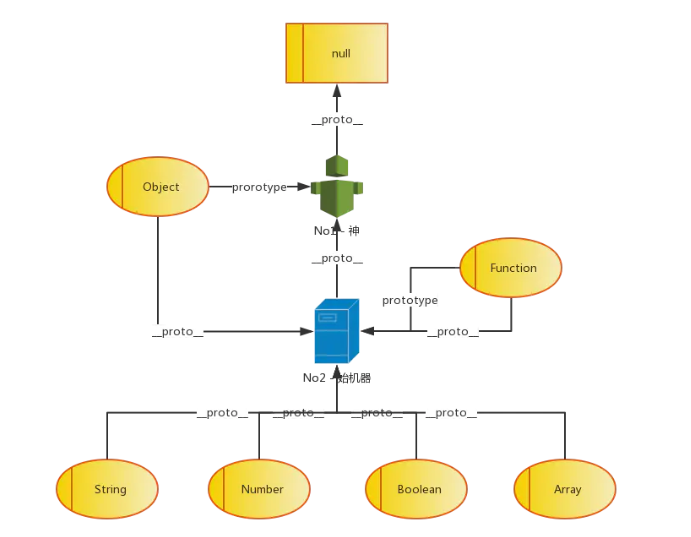 null
__proto__
Object
prorotype
No1 - 神
__proto__
Function
prototype
__proto__
__proto__
No2 - 始机器
__proto__
__proto__
__proto__
__proto__
String
Number
Boolean
Array